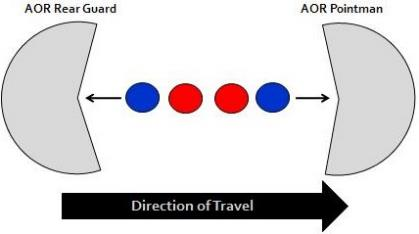 AOR Rear Guard
AOR Pointman
Direction of Travel